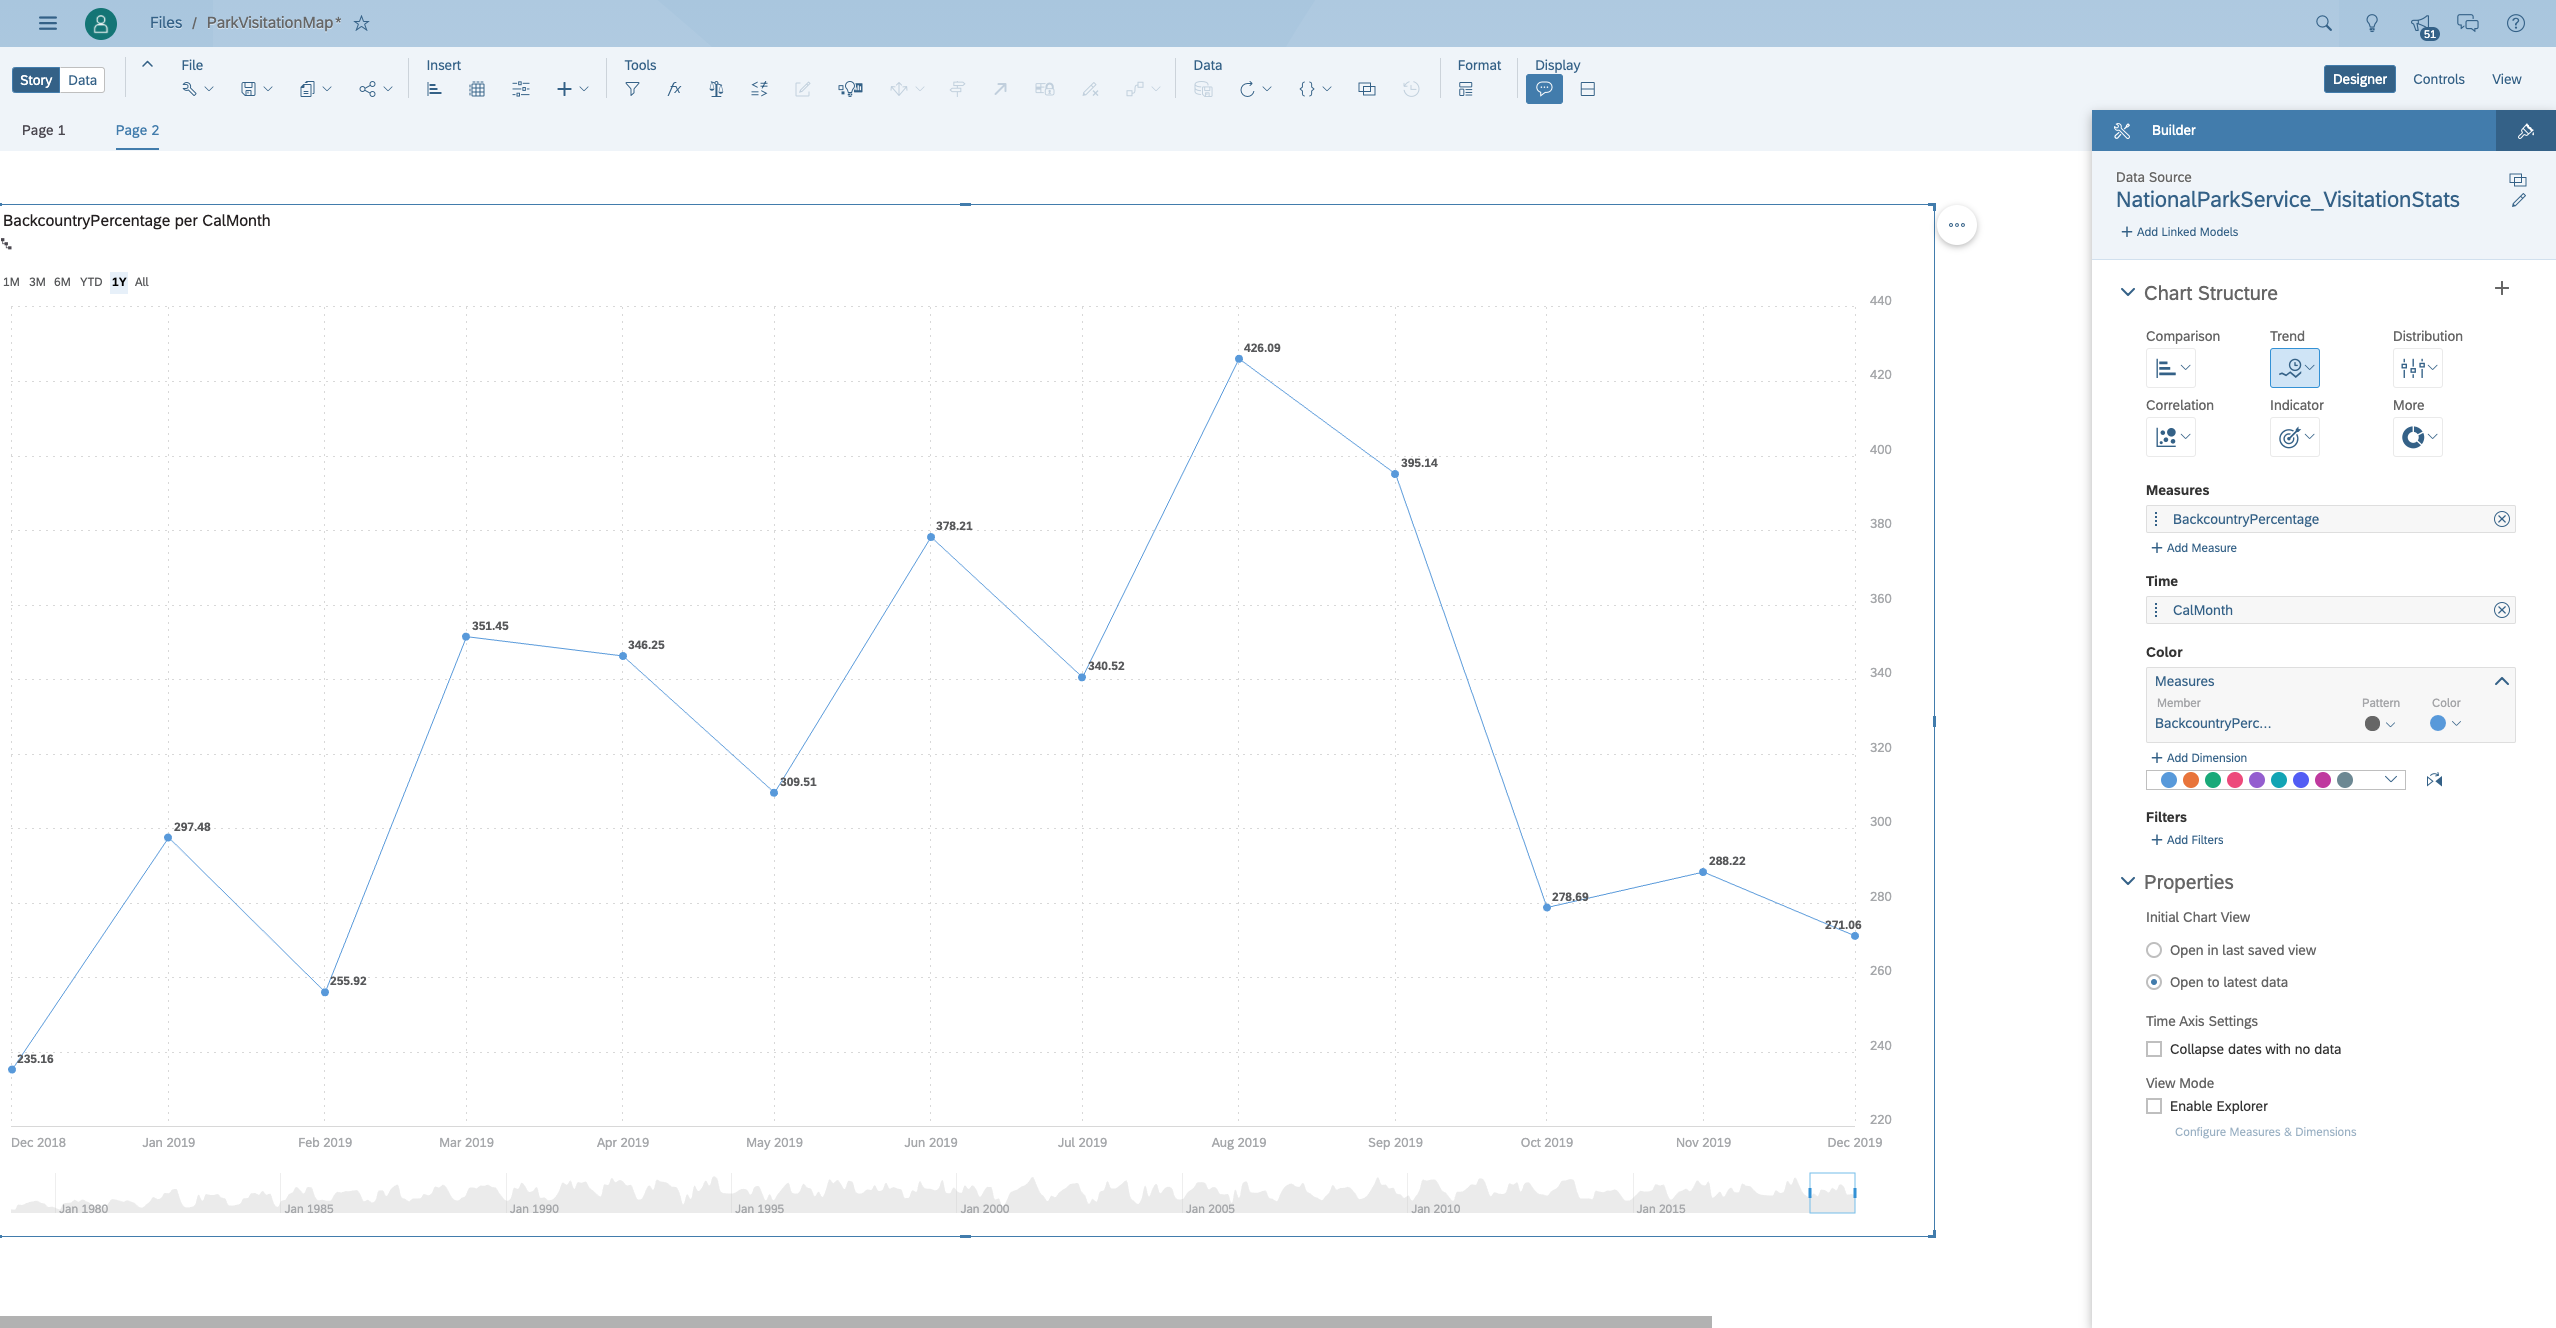 Files / ParkVisitationMap*
51
Story Data
File
Insert
Tools
Data
Format
Display
Designer Controls View
Page 1 Page 2
Builder
Data Source
NationalParkService_VisitationStats
+ Add Linked Models
BackcountryPercentage per CalMonth
1M 3M 6M YTD 1Y All
440
420
400
380
360
340
320
300
280
260
240
220
235.16
297.48
255.92
351.45
346.25
309.51
378.21
340.52
426.09
395.14
278.69
288.22
271.06
Dec 2018 Jan 2019 Feb 2019 Mar 2019 Apr 2019 May 2019 Jun 2019 Jul 2019 Aug 2019 Sep 2019 Oct 2019 Nov 2019 Dec 2019
Jan 1980 Jan 1985 Jan 1990 Jan 1995 Jan 2000 Jan 2005 Jan 2010 Jan 2015
Chart Structure
Comparison Trend Distribution
Correlation Indicator More
Measures
BackcountryPercentage
+ Add Measure
Time
CalMonth
Color
Measures
Member Pattern Color
BackcountryPerc...
+ Add Dimension
Filters
+ Add Filters
Properties
Initial Chart View
Open in last saved view
Open to latest data
Time Axis Settings
Collapse dates with no data
View Mode
Enable Explorer
Configure Measures & Dimensions